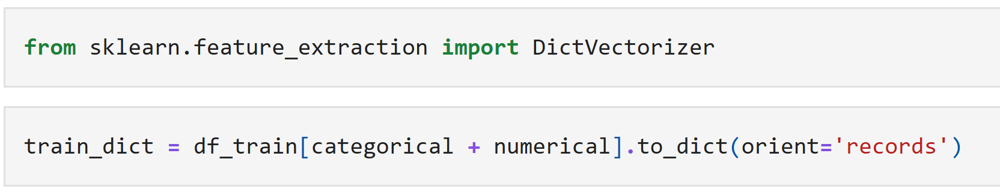 from sklearn.feature_extraction import DictVectorizer
train_dict = df_train[categorical + numerical].to_dict(orient='records')